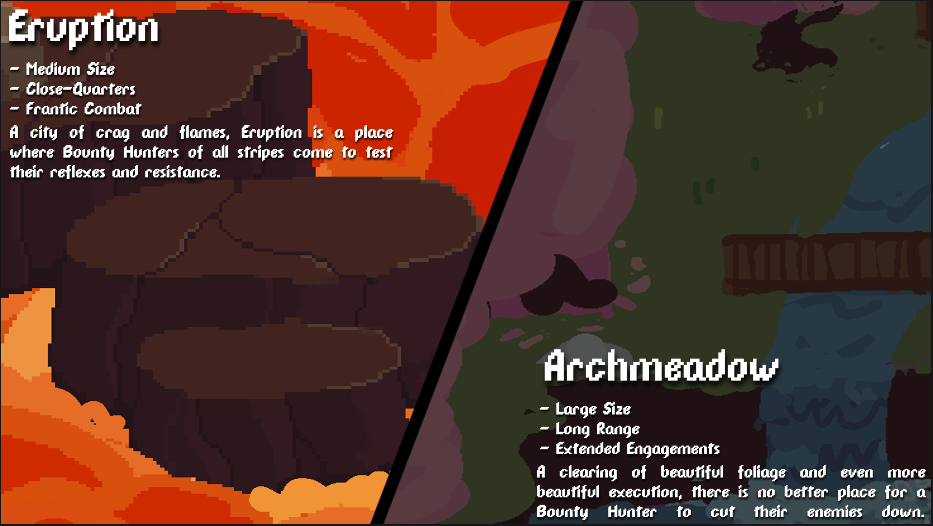 Eruption
- Medium Size
- Close-Quarters
- Frantic Combat
A city of crag and flames, Eruption is a place
where Bounty Hunters of all stripes come to test
their reflexes and resistance.
Archmeadow
- Large Size
- Long Range
- Extended Engagements
A clearing of beautiful foliage and even more
beautiful execution, there is no better place for a
Bounty Hunter to cut their enemies down.